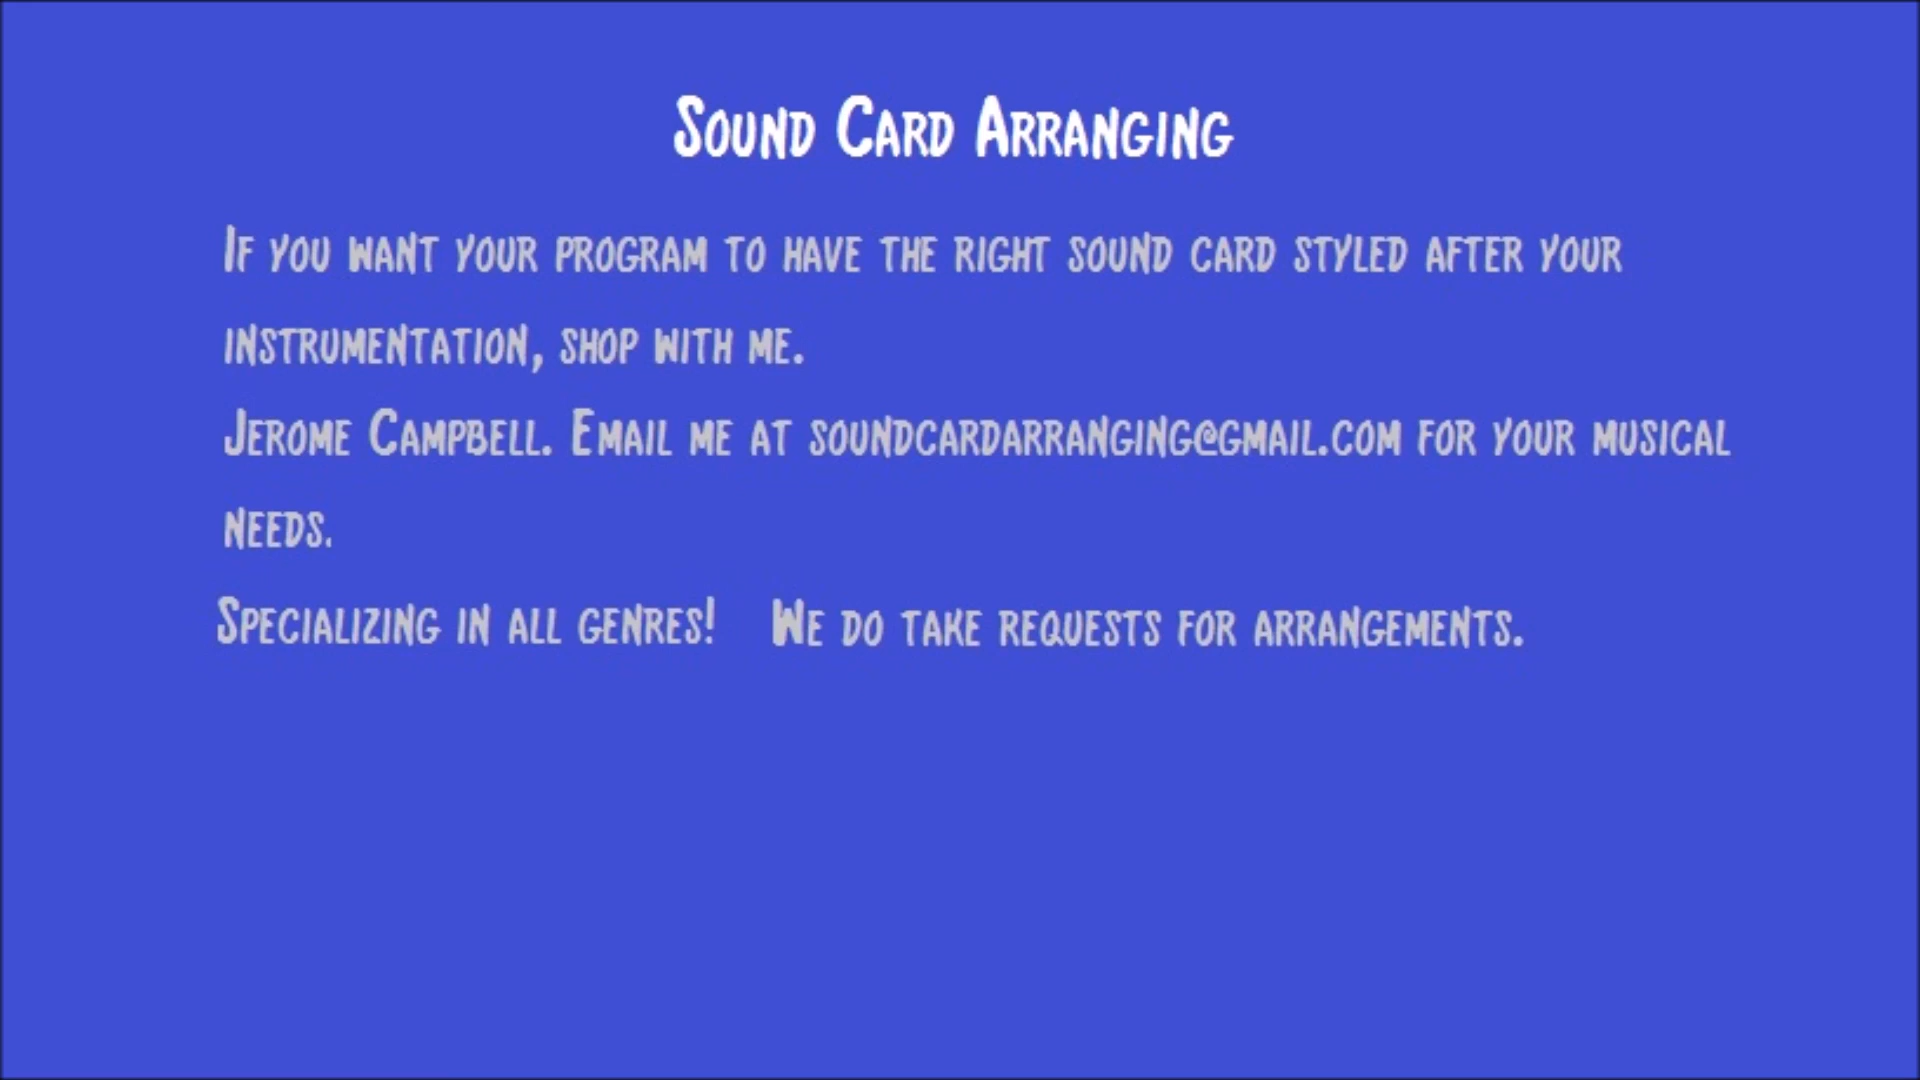 Sound Card Arranging
If you want your program to have the right sound card styled after your
instrumentation, shop with me.
Jerome Campbell. Email me at soundcardarranging@gmail.com for your musical
needs.
Specializing in all genres! We do take requests for arrangements.